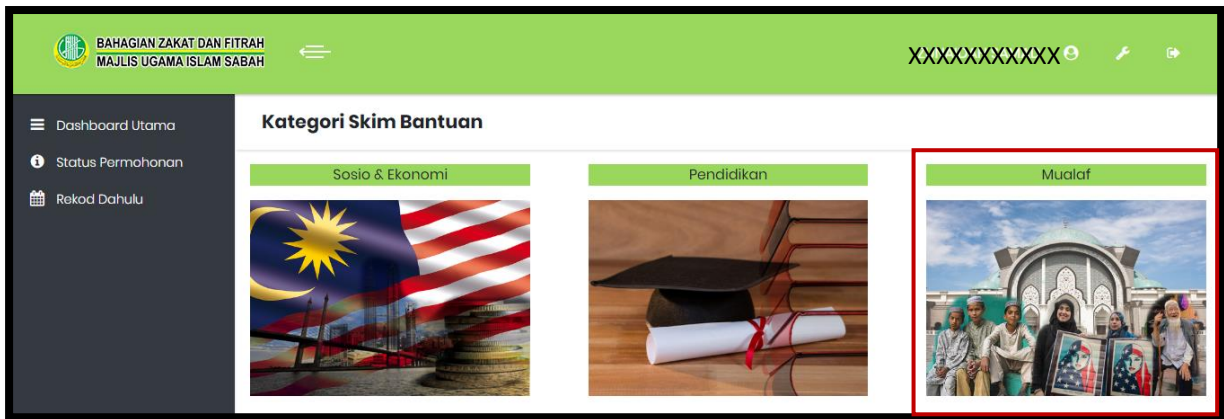 BAHAGIAN ZAKAT DAN FITRAH
MAJLIS UGAMA ISLAM SABAH
XXXXXXXXXXX
Dashboard Utama
Status Permohonan
Rekod Dahulu
Kategori Skim Bantuan
Sosio & Ekonomi
Pendidikan
Mualaf